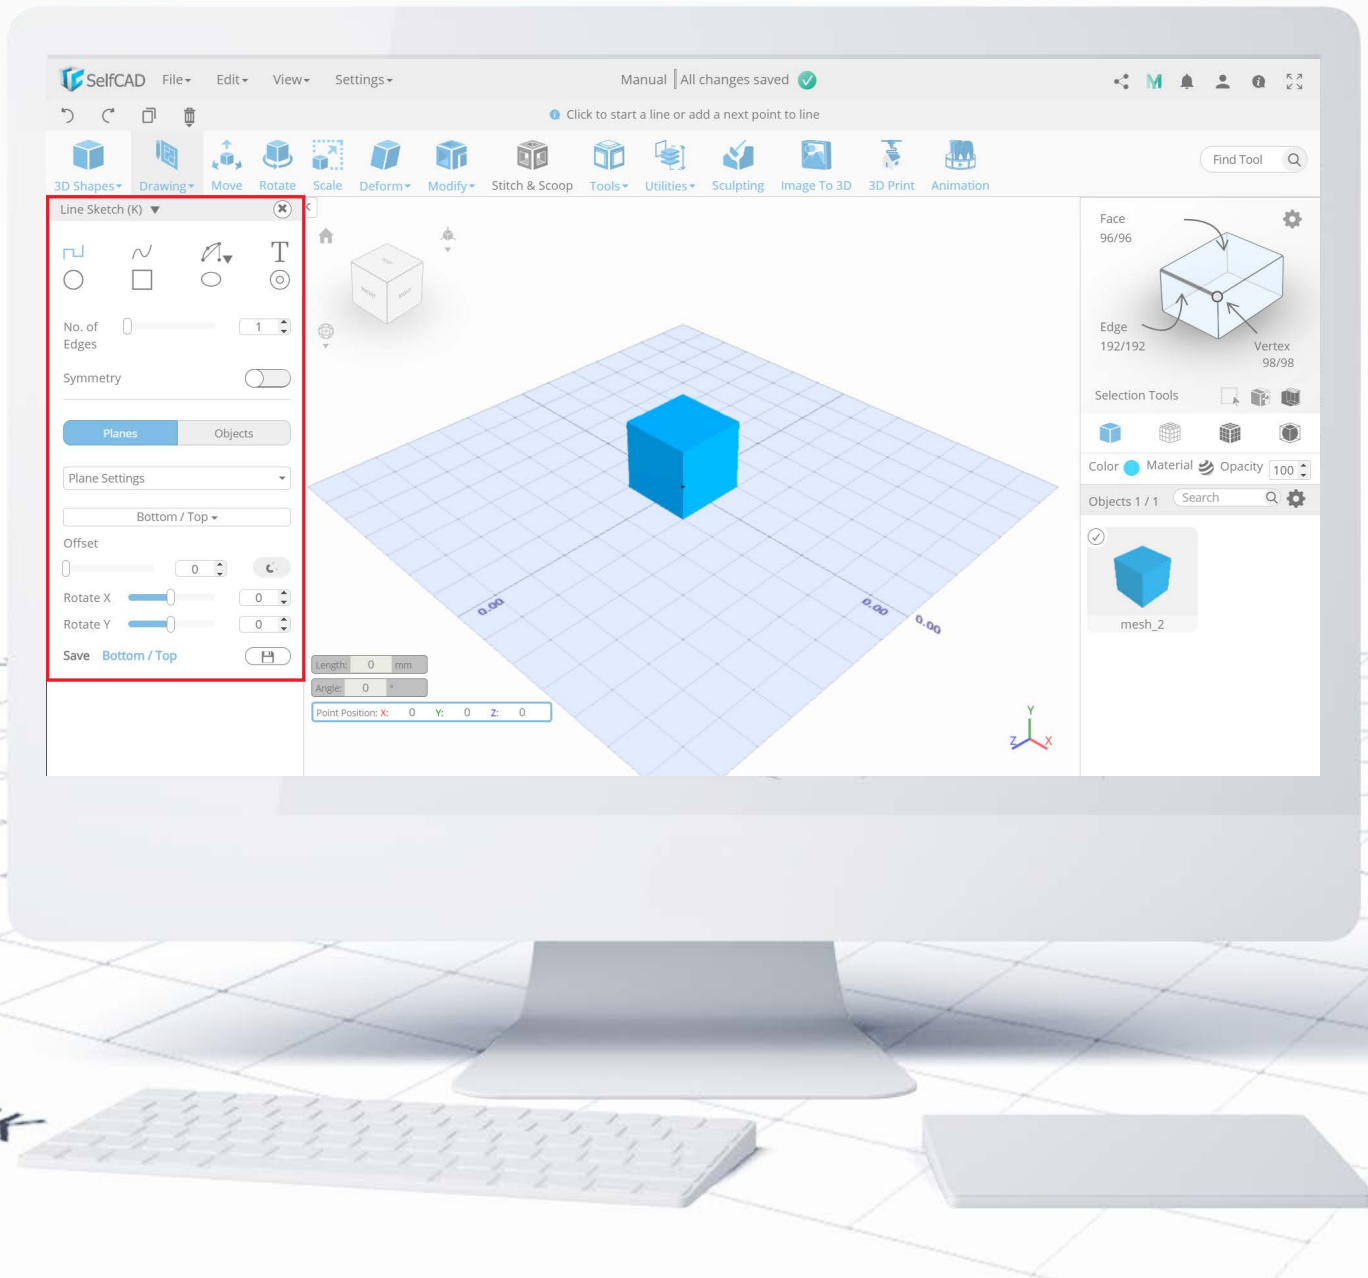 SelfCAD File Edit View Settings Manual All changes saved
Click to start a line or add a next point to line
3D Shapes Drawing Move Rotate Scale Deform Modify Stitch & Scoop Tools Utilities Sculpting Image To 3D 3D Print Animation Find Tool
Line Sketch (K)
T
No. of
Edges
1
Symmetry
Planes Objects
Plane Settings
Bottom / Top
Offset
0
Rotate X 0
Rotate Y 0
Save Bottom / Top
0.00
0.00
0.00
Length: 0 mm
Angle: 0 °
Point Position: X: 0 Y: 0 Z: 0
Y
Z X
Face
96/96
Edge
192/192
Vertex
98/98
Selection Tools
Color Material Opacity 100
Objects 1 / 1 Search
mesh_2